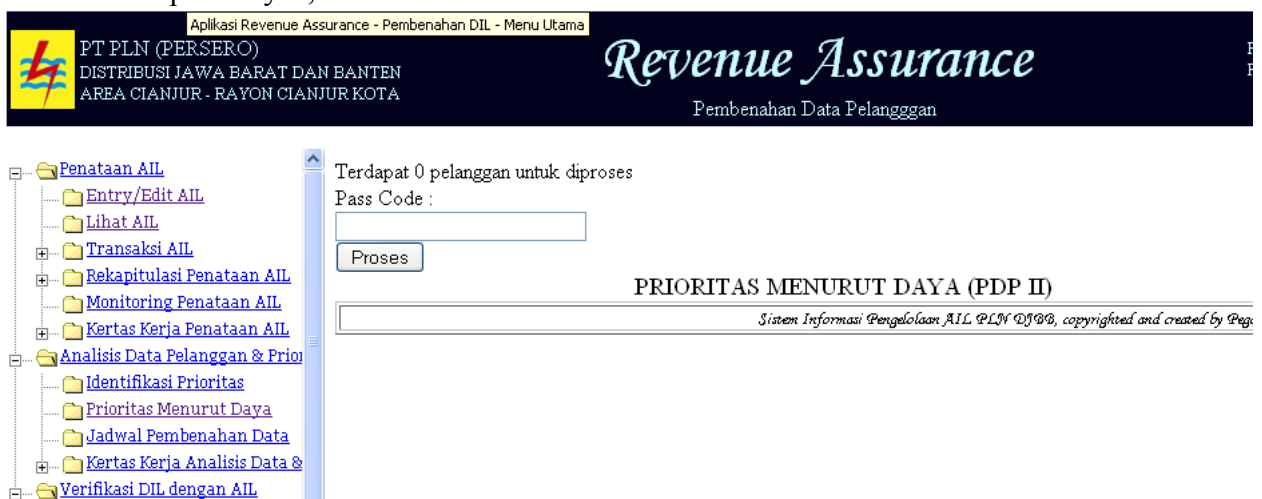 Aplikasi Revenue Assurance - Pembenahan DIL - Menu Utama
PT PLN (PERSERO)
DISTRIBUSI JAWA BARAT DAN BANTEN
AREA CIANJUR - RAYON CIANJUR KOTA
Revenue Assurance
Pembenahan Data Pelangggan
Penataan AIL
Entry/Edit AIL
Lihat AIL
Transaksi AIL
Rekapitulasi Penataan AIL
Monitoring Penataan AIL
Kertas Kerja Penataan AIL
Analisis Data Pelanggan & Prior
Identifikasi Prioritas
Prioritas Menurut Daya
Jadwal Pembenahan Data
Kertas Kerja Analisis Data &
Verifikasi DIL dengan AIL
Terdapat 0 pelanggan untuk diproses
Pass Code :
Proses
PRIORITAS MENURUT DAYA (PDP II)
Sistem Informasi Pengelolaan AIL PLN DJBB, copyrighted and created by Pega